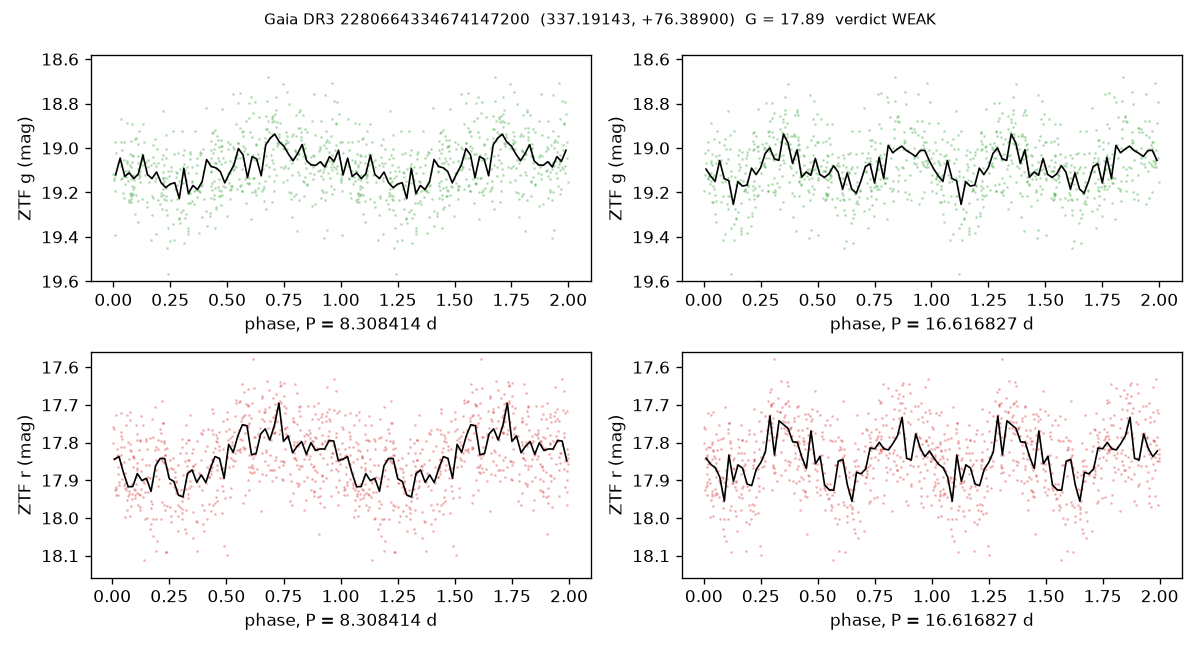 Gaia DR3 2280664334674147200 (337.19143, +76.38900) G = 17.89 verdict WEAK
ZTF g (mag)
18.6
18.8
19.0
19.2
19.4
19.6
0.00 0.25 0.50 0.75 1.00 1.25 1.50 1.75 2.00
phase, P = 8.308414 d
ZTF g (mag)
18.6
18.8
19.0
19.2
19.4
19.6
0.00 0.25 0.50 0.75 1.00 1.25 1.50 1.75 2.00
phase, P = 16.616827 d
ZTF r (mag)
17.6
17.7
17.8
17.9
18.0
18.1
0.00 0.25 0.50 0.75 1.00 1.25 1.50 1.75 2.00
phase, P = 8.308414 d
ZTF r (mag)
17.6
17.7
17.8
17.9
18.0
18.1
0.00 0.25 0.50 0.75 1.00 1.25 1.50 1.75 2.00
phase, P = 16.616827 d